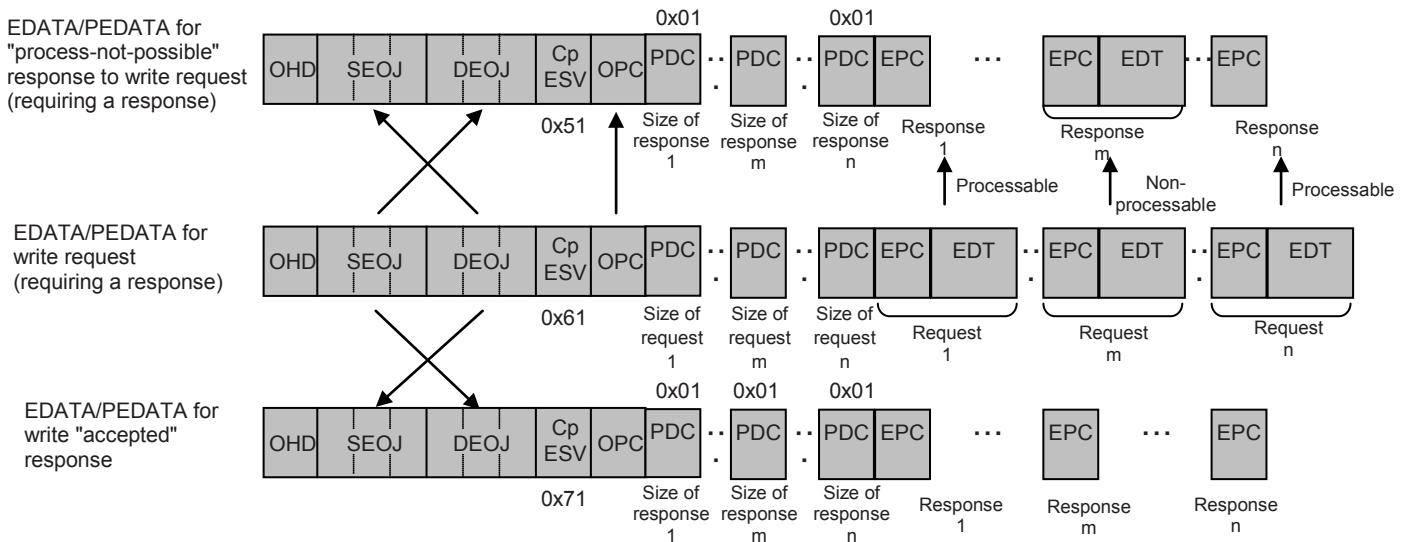 EDATA/PEDATA for
"process-not-possible"
response to write request
(requiring a response)
0x01 0x01
OHD SEOJ DEOJ Cp ESV OPC PDC ··. PDC ··. PDC EPC ··· EPC EDT ··· EPC
0x51
Size of response 1
Size of response m
Size of response n
Response 1
Response m
Response n
Processable
Non-processable
Processable
EDATA/PEDATA for
write request
(requiring a response)
OHD SEOJ DEOJ Cp ESV OPC PDC ··. PDC ··. PDC EPC EDT ··. EPC EDT ··. EPC EDT
0x61
Size of request 1
Size of request m
Size of request n
Request 1
Request m
Request n
EDATA/PEDATA for
write "accepted"
response
0x01 0x01 0x01
OHD SEOJ DEOJ Cp ESV OPC PDC ··. PDC ··. PDC EPC ··· EPC ··· EPC
0x71
Size of response 1
Size of response m
Size of response n
Response 1
Response m
Response n